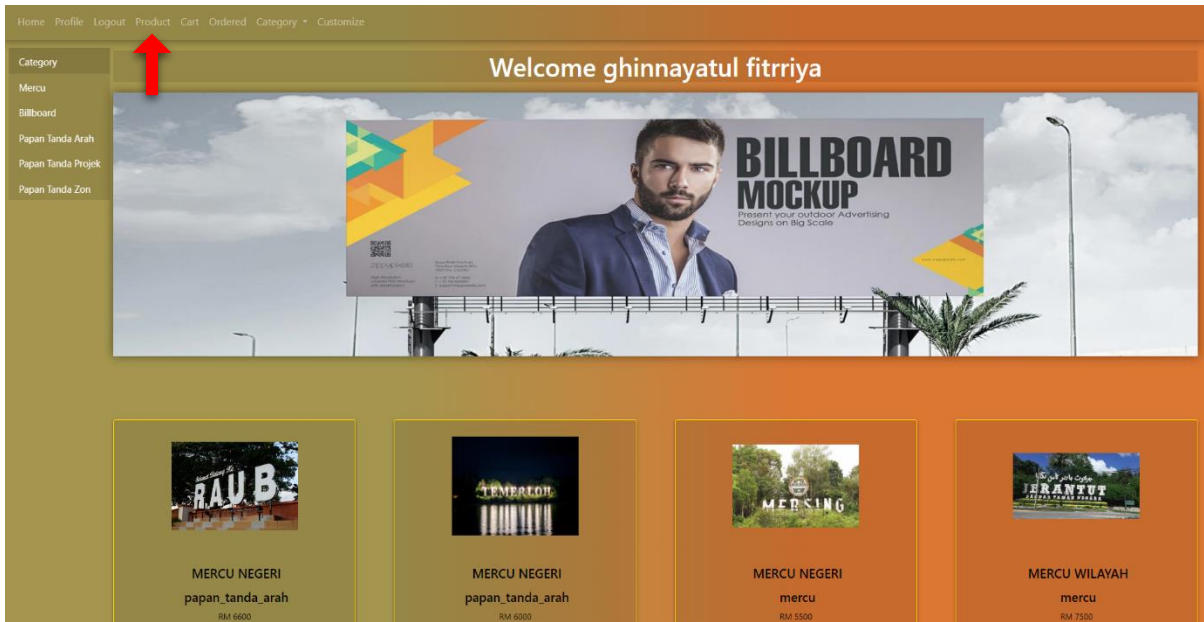 Home Profile Logout Product Cart Ordered Category Customize
Category
Mercu
Billboard
Papan Tanda Arah
Papan Tanda Projek
Papan Tanda Zon
Welcome ghinnayatul fitrriya
BILLBOARD
MOCKUP
Present your outdoor Advertising
Designs on Big Scale
RAUB
TEMERLOH
MERSING
JERANTUT
MERCU NEGERI
papan_tanda_arah
RM 6600
MERCU NEGERI
papan_tanda_arah
RM 6000
MERCU NEGERI
mercu
RM 5500
MERCU WILAYAH
mercu
RM 7500